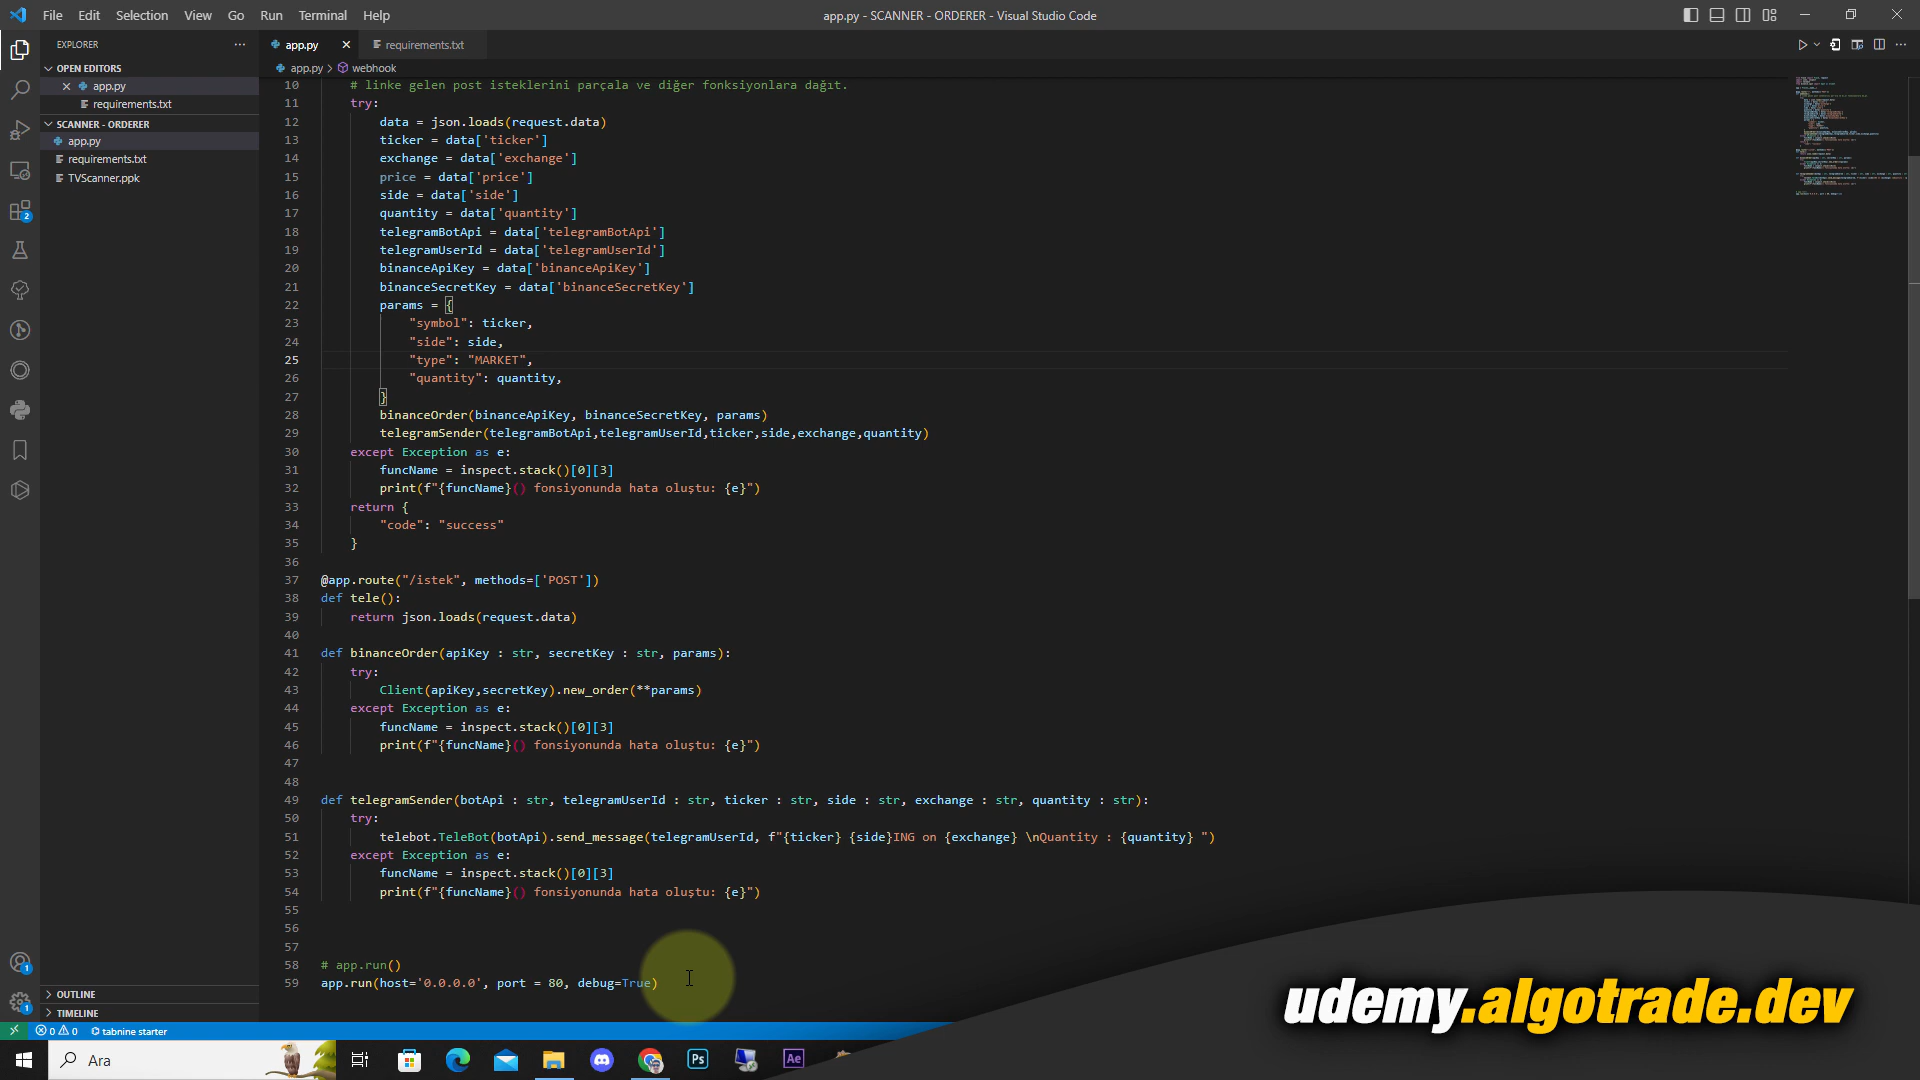 File Edit Selection View Go Run Terminal Help
app.py - SCANNER - ORDERER - Visual Studio Code
EXPLORER
OPEN EDITORS
app.py
requirements.txt
SCANNER - ORDERER
app.py
requirements.txt
TVScanner.ppk
OUTLINE
TIMELINE
2
1
1
app.py requirements.txt
app.py > webhook
10 # linke gelen post isteklerini parçala ve diğer fonksiyonlara dağıt.
11 try:
12 data = json.loads(request.data)
13 ticker = data['ticker']
14 exchange = data['exchange']
15 price = data['price']
16 side = data['side']
17 quantity = data['quantity']
18 telegramBotApi = data['telegramBotApi']
19 telegramUserId = data['telegramUserId']
20 binanceApiKey = data['binanceApiKey']
21 binanceSecretKey = data['binanceSecretKey']
22 params = {
23 "symbol": ticker,
24 "side": side,
25 "type": "MARKET",
26 "quantity": quantity,
27 }
28 binanceOrder(binanceApiKey, binanceSecretKey, params)
29 telegramSender(telegramBotApi,telegramUserId,ticker,side,exchange,quantity)
30 except Exception as e:
31 funcName = inspect.stack()[0][3]
32 print(f"{funcName}() fonsiyonunda hata oluştu: {e}")
33 return {
34 "code": "success"
35 }
36
37 @app.route("/istek", methods=['POST'])
38 def tele():
39 return json.loads(request.data)
40
41 def binanceOrder(apiKey : str, secretKey : str, params):
42 try:
43 Client(apiKey,secretKey).new_order(**params)
44 except Exception as e:
45 funcName = inspect.stack()[0][3]
46 print(f"{funcName}() fonsiyonunda hata oluştu: {e}")
47
48
49 def telegramSender(botApi : str, telegramUserId : str, ticker : str, side : str, exchange : str, quantity : str):
50 try:
51 telebot.TeleBot(botApi).send_message(telegramUserId, f"{ticker} {side}ING on {exchange} \nQuantity : {quantity} ")
52 except Exception as e:
53 funcName = inspect.stack()[0][3]
54 print(f"{funcName}() fonsiyonunda hata oluştu: {e}")
55
56
57
58 # app.run()
59 app.run(host='0.0.0.0', port = 80, debug=True)
0 0 tabnine starter
Ara
Ps
Ae
udemy.algotrade.dev